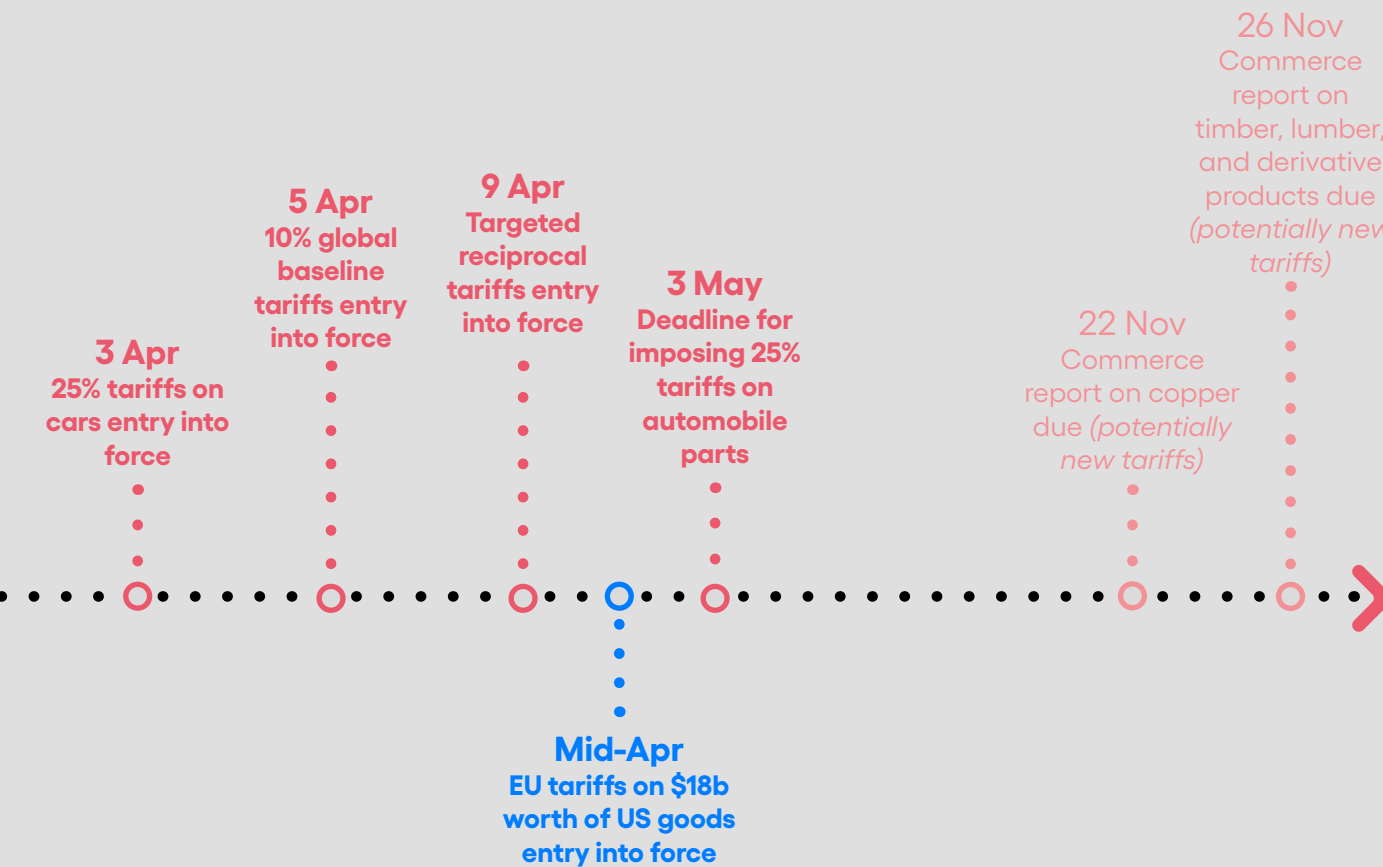 3 Apr
25% tariffs on
cars entry into
force
5 Apr
10% global
baseline
tariffs entry
into force
9 Apr
Targeted
reciprocal
tariffs entry
into force
Mid-Apr
EU tariffs on $18b
worth of US goods
entry into force
3 May
Deadline for
imposing 25%
tariffs on
automobile
parts
22 Nov
Commerce
report on copper
due (potentially
new tariffs)
26 Nov
Commerce
report on
timber, lumber,
and derivative
products due
(potentially new
tariffs)